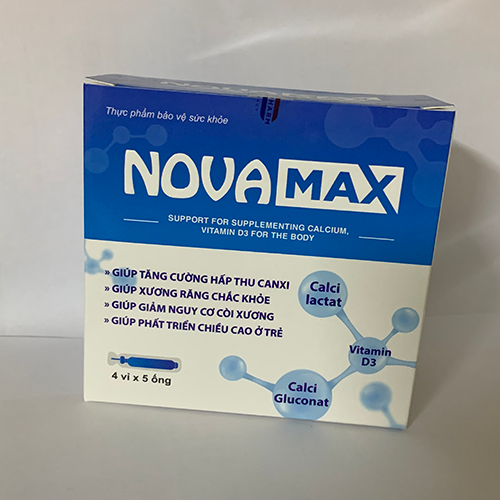 Thực phẩm bảo vệ sức khỏe
NOVAMAX
SUPPORT FOR SUPPLEMENTING CALCIUM,
VITAMIN D3 FOR THE BODY
» GIÚP TĂNG CƯỜNG HẤP THU CANXI
» GIÚP XƯƠNG RĂNG CHẮC KHỎE
» GIÚP GIẢM NGUY CƠ CÒI XƯƠNG
» GIÚP PHÁT TRIỂN CHIỀU CAO Ở TRẺ
Calci
lactat
Vitamin
D3
Calci
Gluconat
4 vỉ x 5 ống